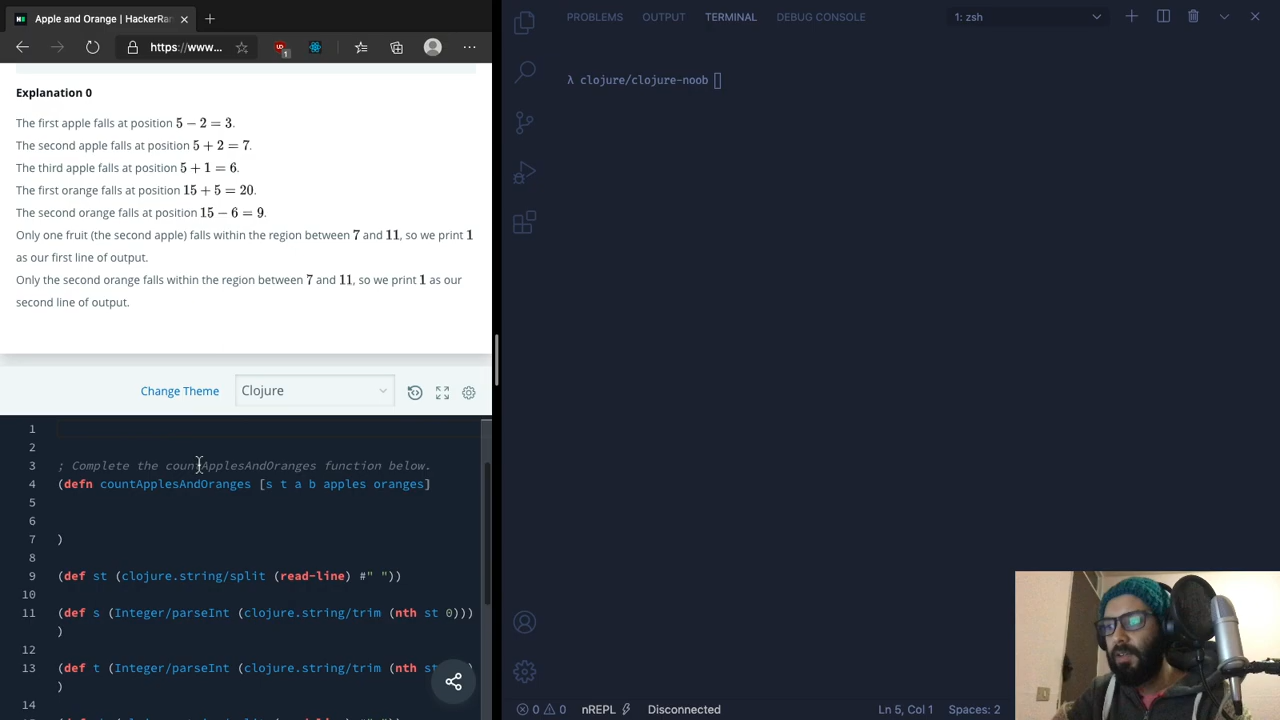 Apple and Orange | HackerRan
PROBLEMS OUTPUT TERMINAL DEBUG CONSOLE 1: zsh
https://www...
1
λ clojure/clojure-noob
Explanation 0
The first apple falls at position 5 − 2 = 3.
The second apple falls at position 5 + 2 = 7.
The third apple falls at position 5 + 1 = 6.
The first orange falls at position 15 + 5 = 20.
The second orange falls at position 15 − 6 = 9.
Only one fruit (the second apple) falls within the region between 7 and 11, so we print 1
as our first line of output.
Only the second orange falls within the region between 7 and 11, so we print 1 as our
second line of output.
Change Theme Clojure
1
2
3 ; Complete the countApplesAndOranges function below.
4 (defn countApplesAndOranges [s t a b apples oranges]
5
6
7 )
8
9 (def st (clojure.string/split (read-line) #" "))
10
11 (def s (Integer/parseInt (clojure.string/trim (nth st 0)))
)
12
13 (def t (Integer/parseInt (clojure.string/trim (nth st )
)
14
0 0 nREPL Disconnected Ln 5, Col 1 Spaces: 2